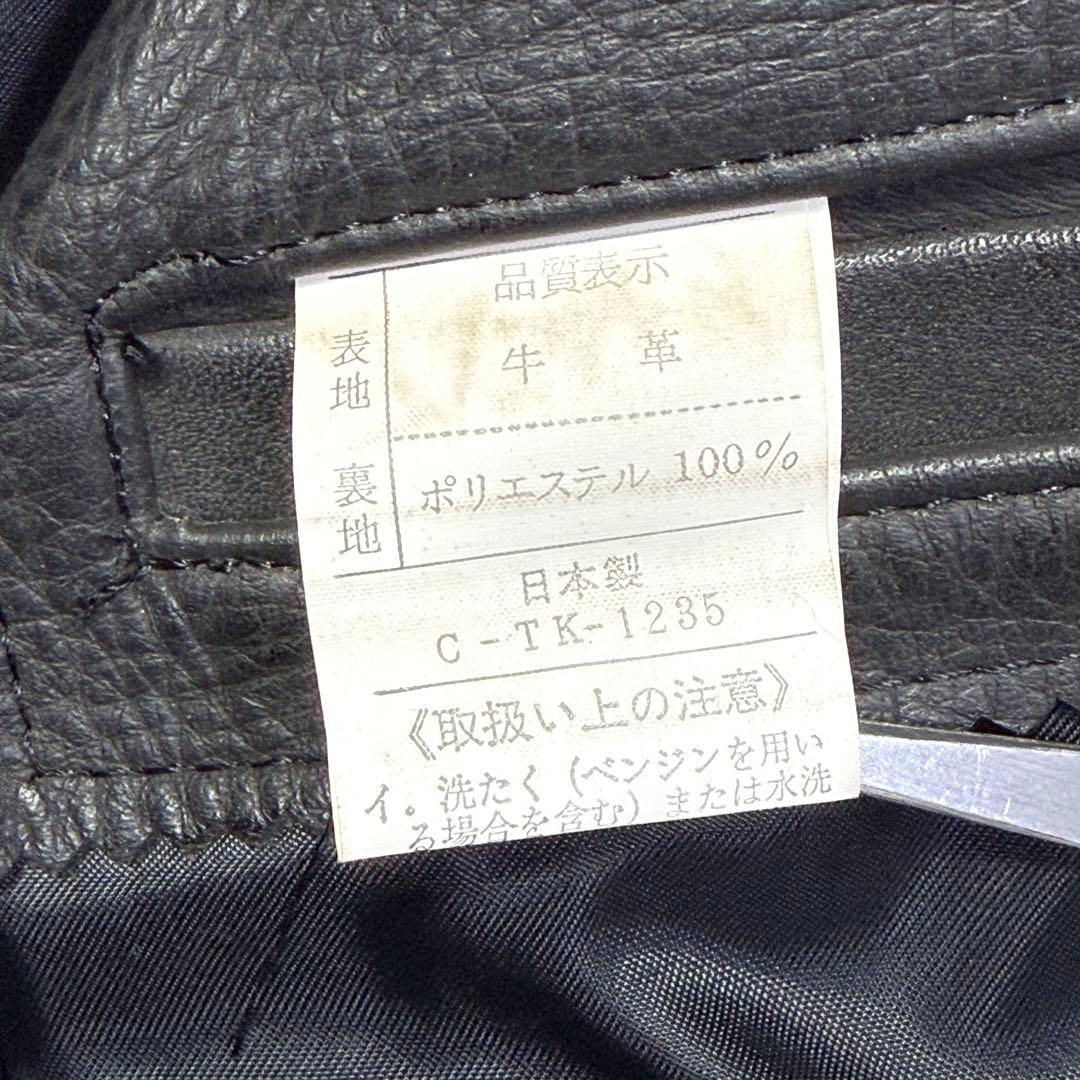 品質表示
表地 牛革
裏地 ポリエステル 100%
日本製
C-TK-1235
《取扱い上の注意》
イ。洗たく(ベンジンを用い
る場合を含む)または水洗